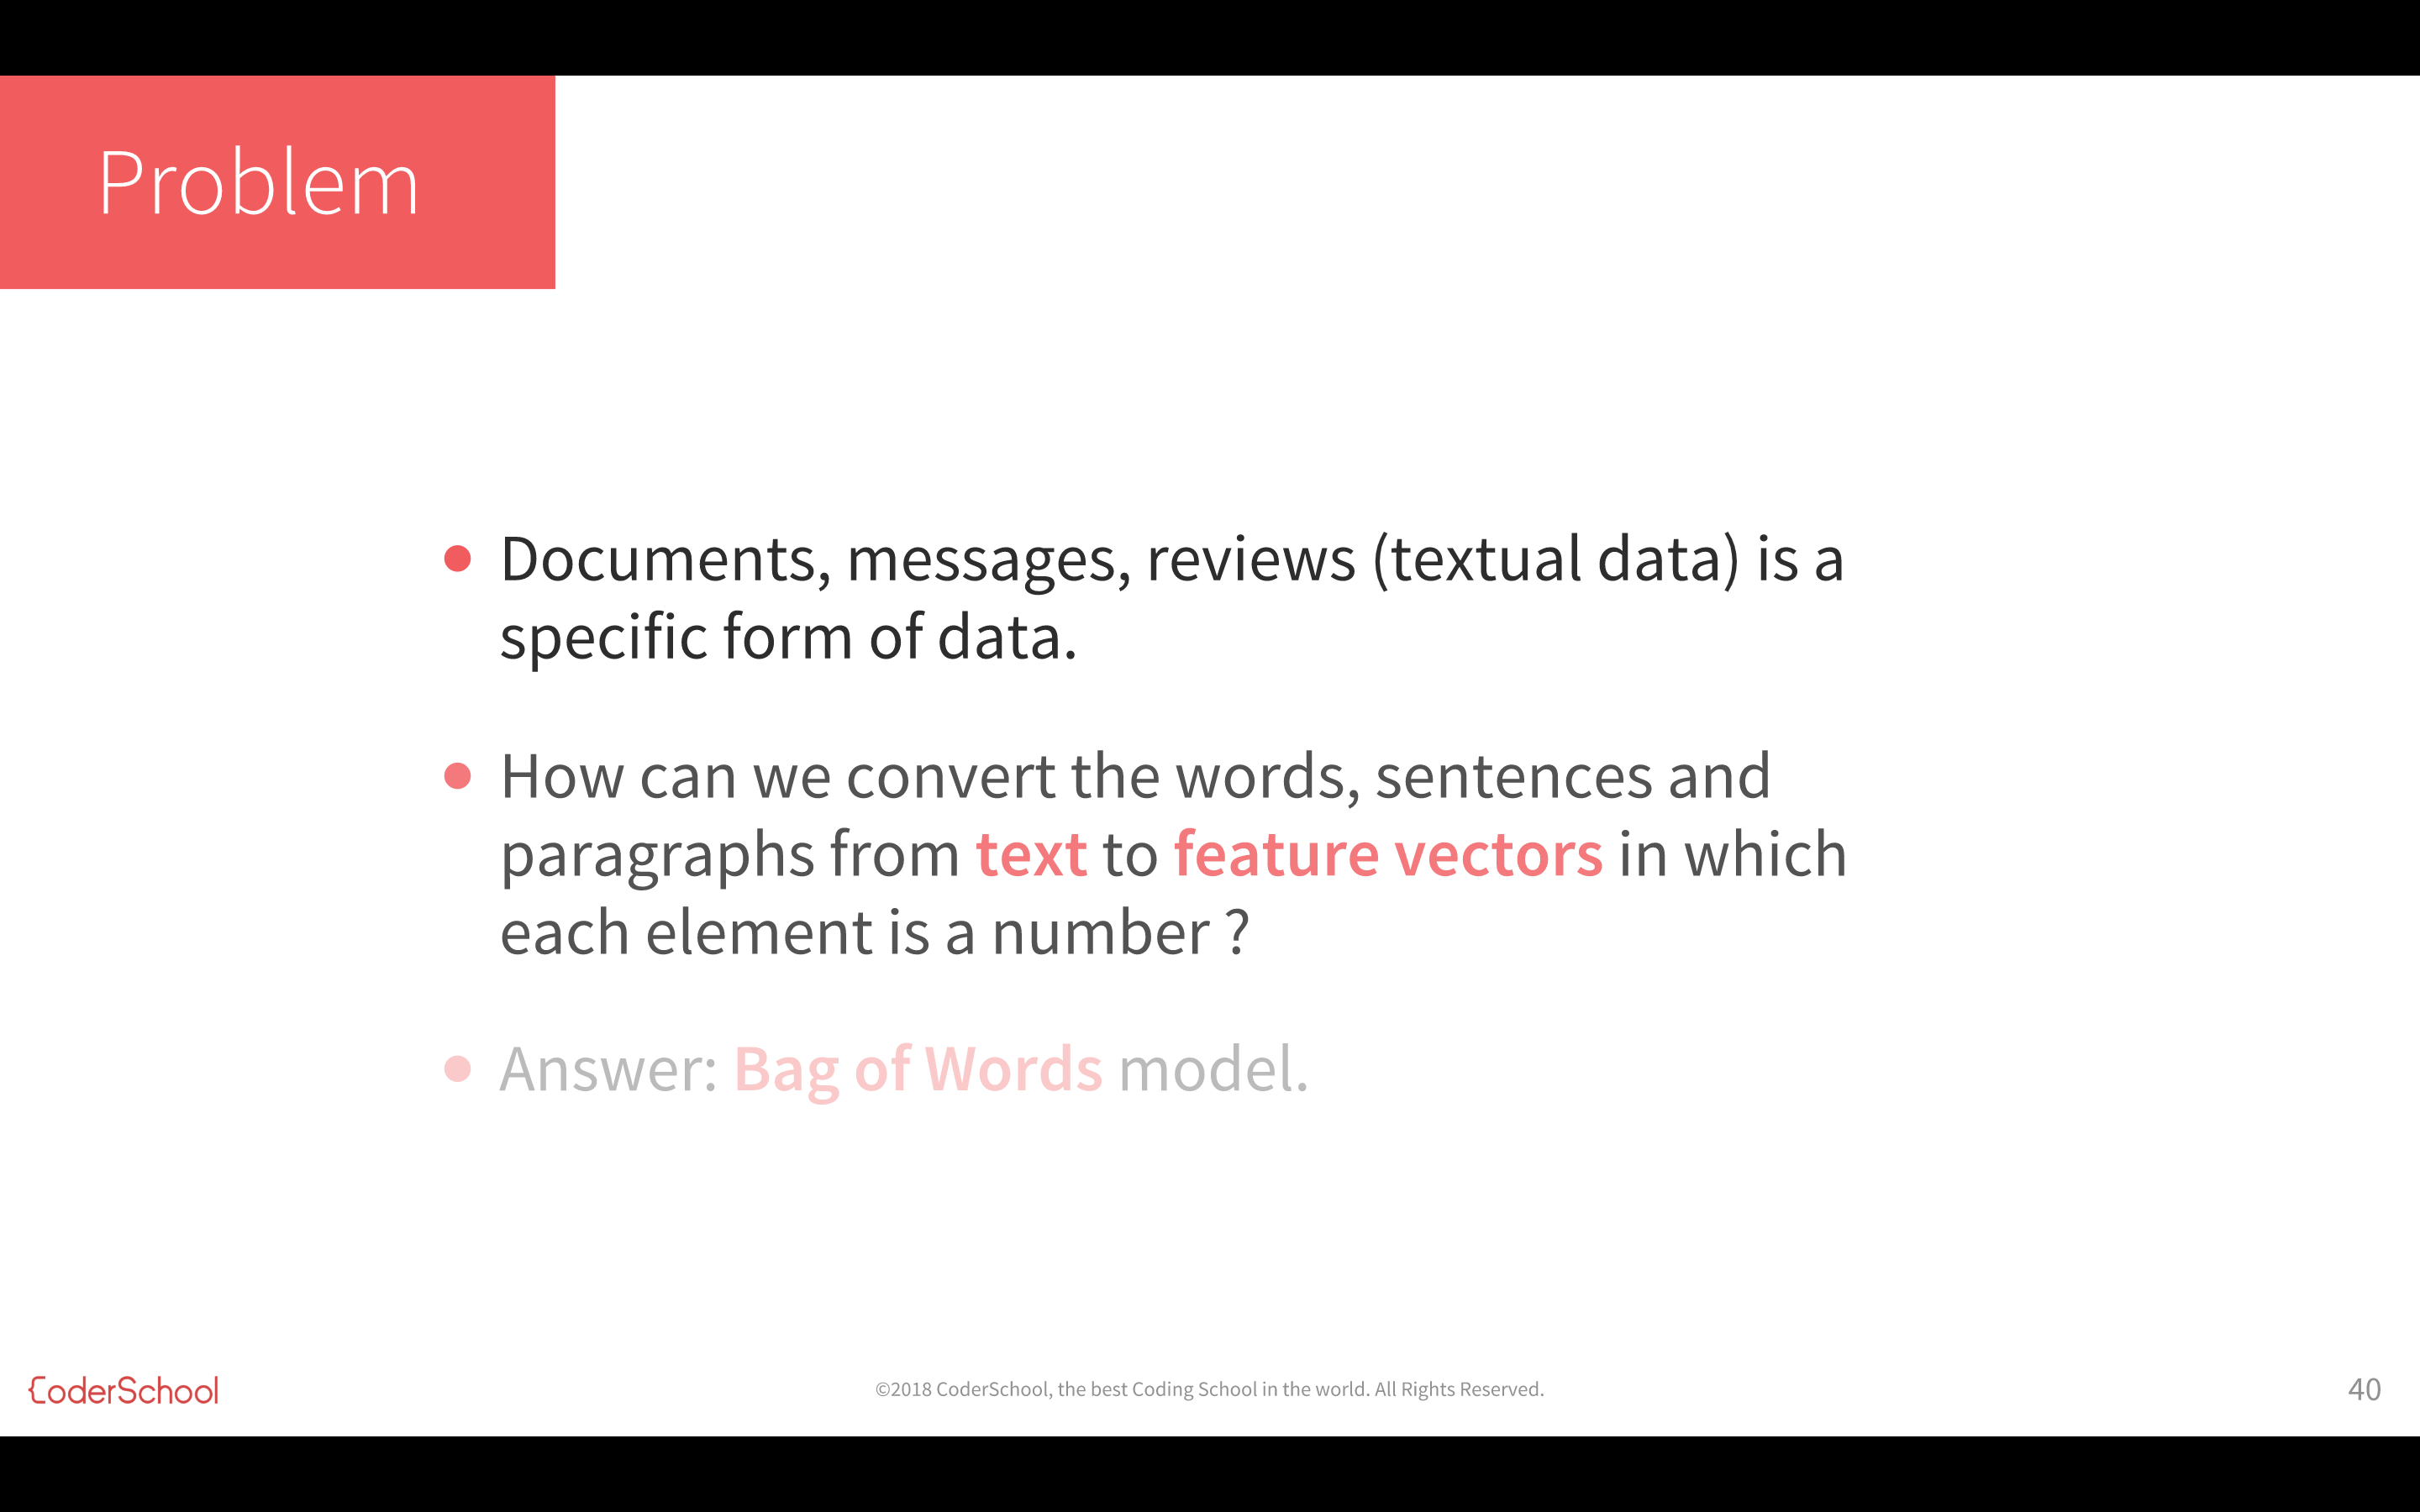 Problem
Documents, messages, reviews (textual data) is a
specific form of data.
How can we convert the words, sentences and
paragraphs from text to feature vectors in which
each element is a number ?
Answer: Bag of Words model.
CoderSchool
©2018 CoderSchool, the best Coding School in the world. All Rights Reserved.
40